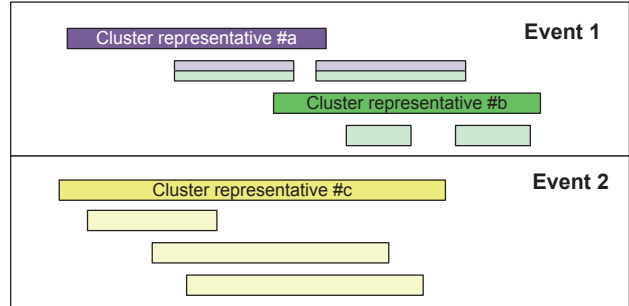 Event 1
Cluster representative #a
Cluster representative #b
Event 2
Cluster representative #c